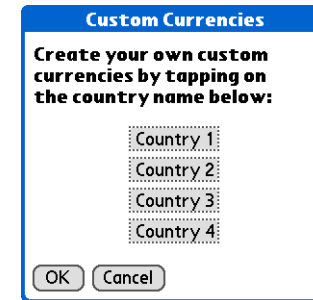 Custom Currencies
Create your own custom
currencies by tapping on
the country name below:
Country 1
Country 2
Country 3
Country 4
OK Cancel